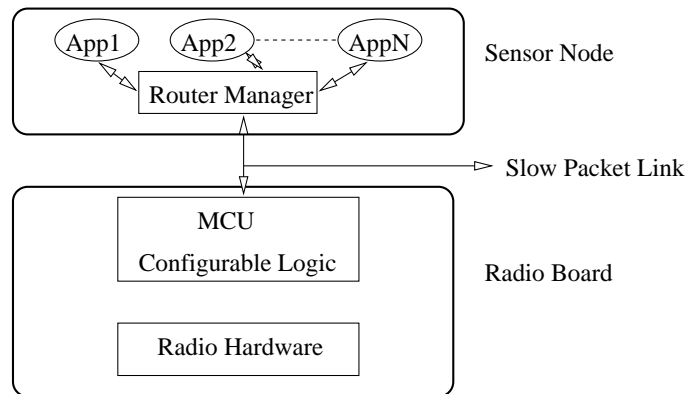 App1
App2
AppN
Sensor Node
Router Manager
Slow Packet Link
MCU
Configurable Logic
Radio Board
Radio Hardware